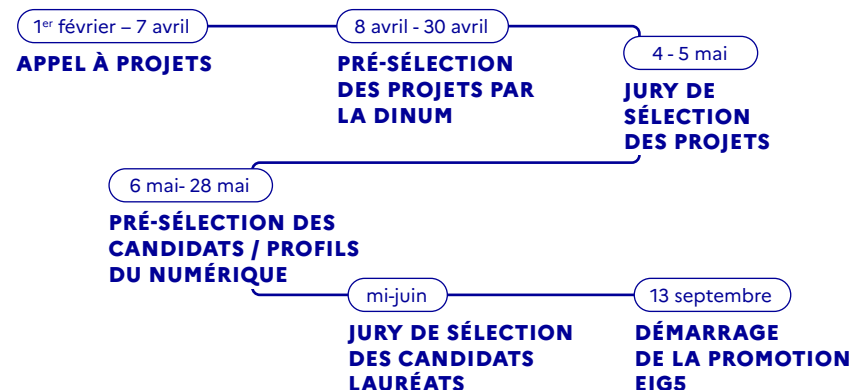 1er février – 7 avril
APPEL À PROJETS
8 avril - 30 avril
PRÉ-SÉLECTION
DES PROJETS PAR
LA DINUM
4 - 5 mai
JURY DE
SÉLECTION
DES PROJETS
6 mai- 28 mai
PRÉ-SÉLECTION DES
CANDIDATS / PROFILS
DU NUMÉRIQUE
mi-juin
JURY DE SÉLECTION
DES CANDIDATS
LAURÉATS
13 septembre
DÉMARRAGE
DE LA PROMOTION
EIG5